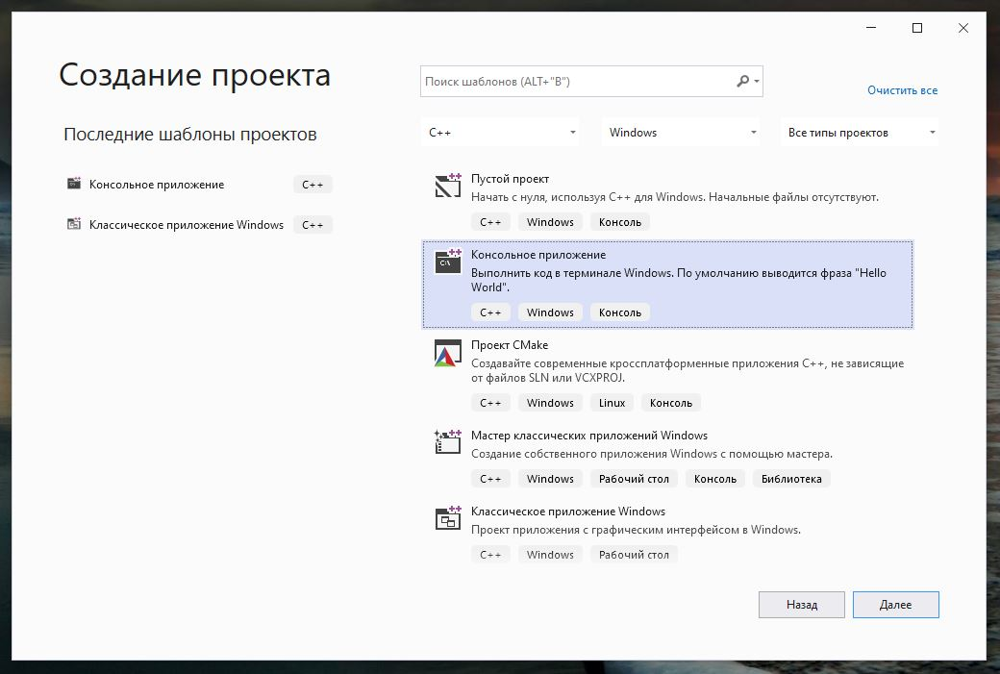 Создание проекта
Последние шаблоны проектов
Консольное приложение C++
Классическое приложение Windows C++
Поиск шаблонов (ALT+"B")
Очистить все
C++ Windows Все типы проектов
Пустой проект
Начать с нуля, используя C++ для Windows. Начальные файлы отсутствуют.
C++ Windows Консоль
Консольное приложение
Выполнить код в терминале Windows. По умолчанию выводится фраза "Hello
World".
C++ Windows Консоль
Проект CMake
Создавайте современные кроссплатформенные приложения C++, не зависящие
от файлов SLN или VCXPROJ.
C++ Windows Linux Консоль
Мастер классических приложений Windows
Создание собственного приложения Windows с помощью мастера.
C++ Windows Рабочий стол Консоль Библиотека
Классическое приложение Windows
Проект приложения с графическим интерфейсом в Windows.
C++ Windows Рабочий стол
Назад Далее